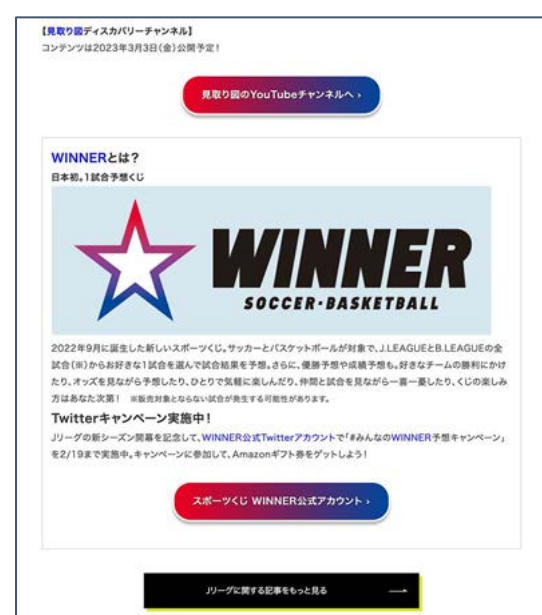 【見取り図ディスカバリーチャンネル】
コンテンツは2023年3月3日(金)公開予定!
見取り図のYouTubeチャンネルへ ›
WINNERとは?
日本初。1試合予想くじ
WINNER
SOCCER・BASKETBALL
2022年9月に誕生した新しいスポーツくじ。サッカーとバスケットボールが対象で、J.LEAGUEとB.LEAGUEの全
試合(※)からお好きな1試合を選んで試合結果を予想。さらに、優勝予想や成績予想も。好きなチームの勝利にかけ
たり、オッズを見ながら予想したり、ひとりで気軽に楽しんだり、仲間と試合を見ながら一喜一憂したり、くじの楽しみ
方はあなた次第! ※販売対象とならない試合が発生する可能性があります。
Twitterキャンペーン実施中!
Jリーグの新シーズン開幕を記念して、WINNER公式Twitterアカウントで「#みんなのWINNER予想キャンペーン」
を2/19まで実施中。キャンペーンに参加して、Amazonギフト券をゲットしよう!
スポーツくじ WINNER公式アカウント ›
Jリーグに関する記事をもっと見る